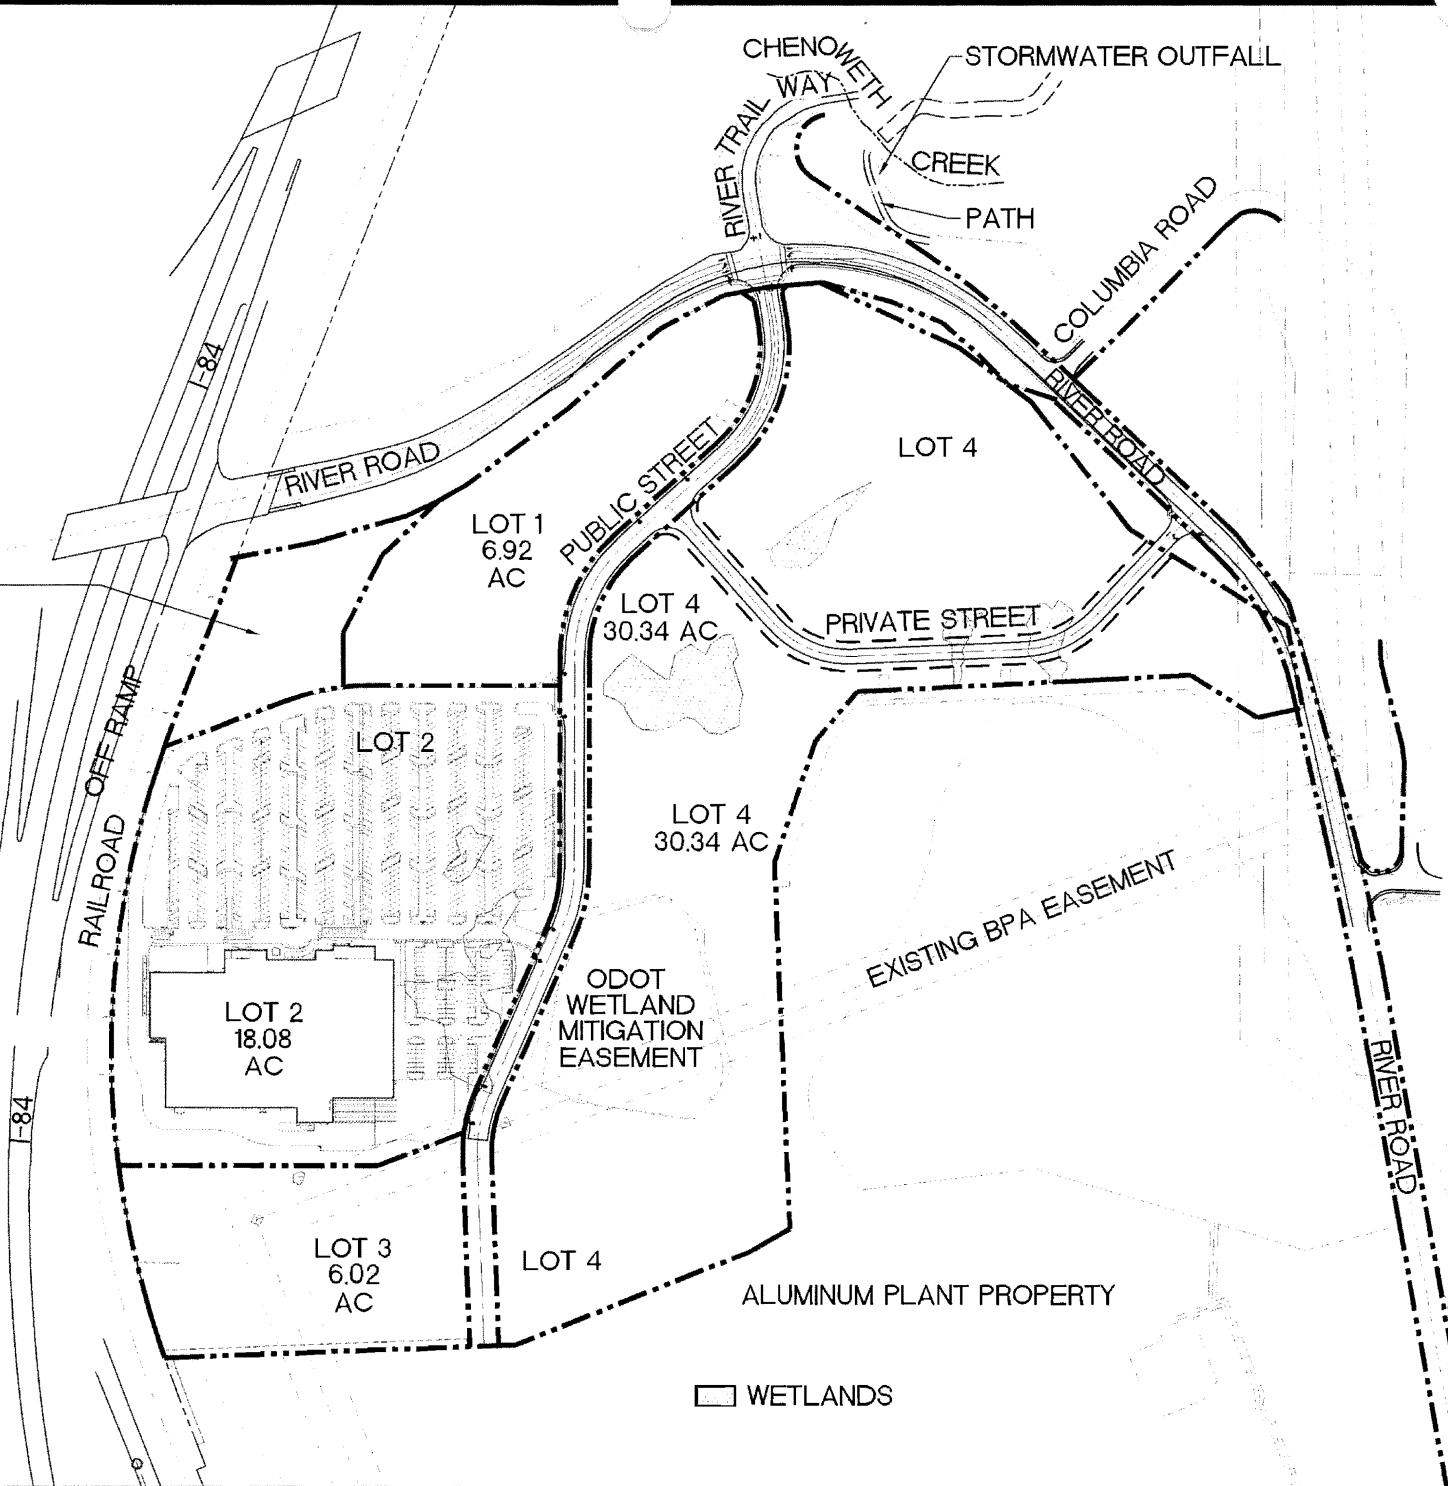 CHENOWETH
STORMWATER OUTFALL
RIVER TRAIL WAY
CREEK
PATH
COLUMBIA ROAD
I-84
RIVER ROAD
RIVER ROAD
LOT 4
PUBLIC STREET
LOT 1
6.92
AC
LOT 4
30.34 AC
PRIVATE STREET
OFF RAMP
LOT 2
LOT 4
30.34 AC
RAILROAD
EXISTING BPA EASEMENT
ODOT
WETLAND
MITIGATION
EASEMENT
LOT 2
18.08
AC
I-84
RIVER ROAD
LOT 3
6.02
AC
LOT 4
ALUMINUM PLANT PROPERTY
WETLANDS